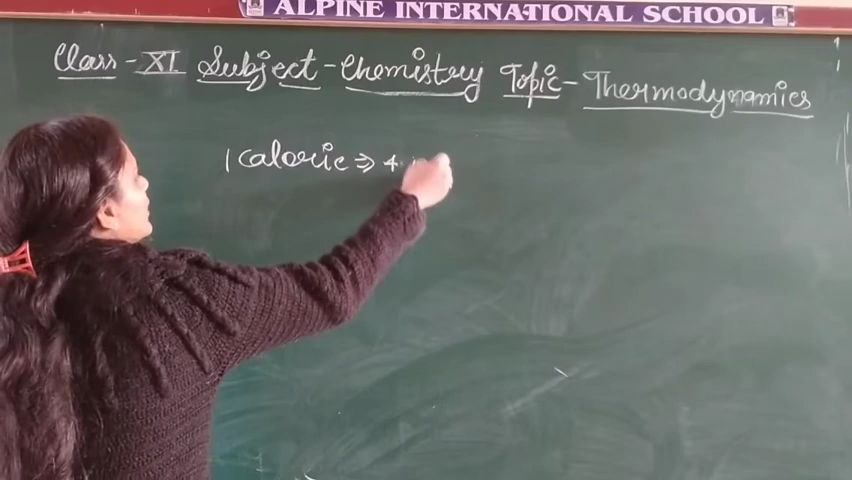 ALPINE INTERNATIONAL SCHOOL
Class - XI Subject - Chemistry Topic - Thermodynamics
1 Calorie ⇒ 4.